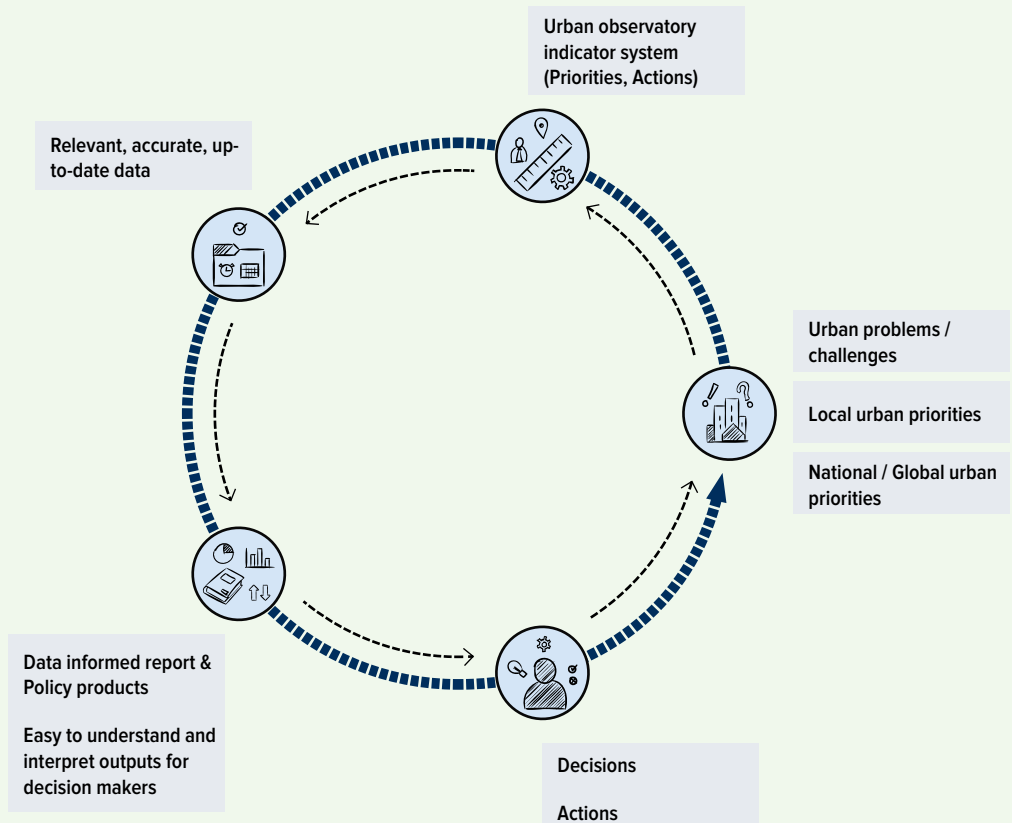 Urban observatory
indicator system
(Priorities, Actions)
Relevant, accurate, up-
to-date data
Urban problems /
challenges
Local urban priorities
National / Global urban
priorities
Data informed report &
Policy products
Easy to understand and
interpret outputs for
decision makers
Decisions
Actions